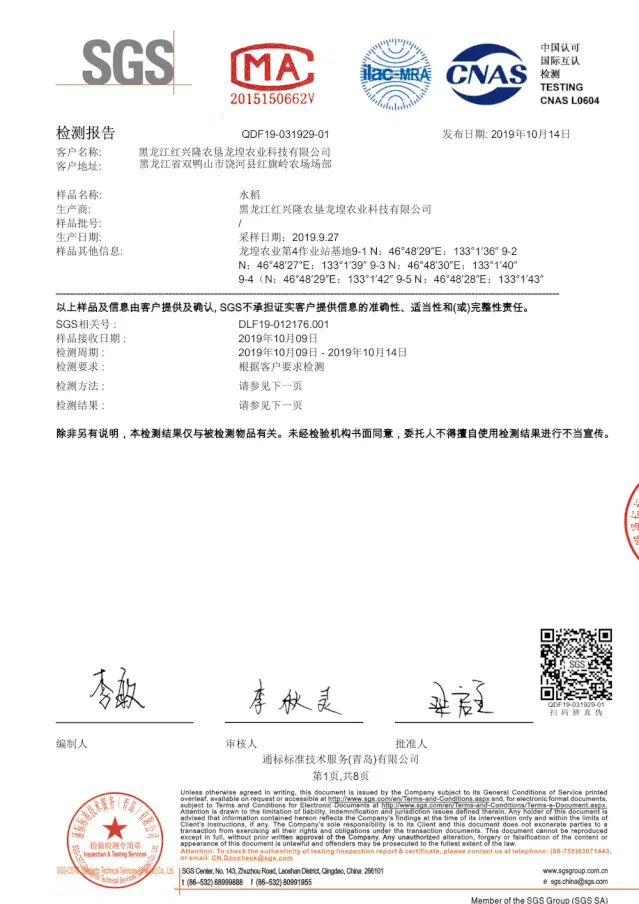 SGS
MA
2015150662V
ilac-MRA
CNAS
中国认可
国际互认
检测
TESTING
CNAS L0604
检测报告 QDF19-031929-01 发布日期: 2019年10月14日
客户名称: 黑龙江红兴隆农垦龙煌农业科技有限公司
客户地址: 黑龙江省双鸭山市饶河县红旗岭农场场部
样品名称: 水稻
生产商: 黑龙江红兴隆农垦龙煌农业科技有限公司
样品批号: /
生产日期: 采样日期：2019.9.27
样品其他信息: 龙煌农业第4作业站基地9-1 N：46°48′29″E：133°1′36″ 9-2
N：46°48′27″E：133°1′39″ 9-3 N：46°48′30″E：133°1′40″
9-4（N：46°48′29″E：133°1′42″ 9-5 N：46°48′28″E：133°1′43″
以上样品及信息由客户提供及确认, SGS不承担证实客户提供信息的准确性、适当性和(或)完整性责任。
SGS相关号 : DLF19-012176.001
样品接收日期 : 2019年10月09日
检测周期 : 2019年10月09日 - 2019年10月14日
检测要求 : 根据客户要求检测
检测方法 : 请参见下一页
检测结果 : 请参见下一页
除非另有说明，本检测结果仅与被检测物品有关。未经检验机构书面同意，委托人不得擅自使用检测结果进行不当宣传。
SGS
QDF19-031929-01
扫码辨真伪
李敏
李秋灵
编制人 审核人 批准人
通标标准技术服务(青岛)有限公司
第1页,共8页
Unless otherwise agreed in writing, this document is issued by the Company subject to its General Conditions of Service printed
overleaf, available on request or accessible at http://www.sgs.com/en/Terms-and-Conditions.aspx and, for electronic format documents,
subject to Terms and Conditions for Electronic Documents at http://www.sgs.com/en/Terms-and-Conditions/Terms-e-Document.aspx.
Attention is drawn to the limitation of liability, indemnification and jurisdiction issues defined therein. Any holder of this document is
advised that information contained hereon reflects the Company's findings at the time of its intervention only and within the limits of
Client's instructions, if any. The Company's sole responsibility is to its Client and this document does not exonerate parties to a
transaction from exercising all their rights and obligations under the transaction documents. This document cannot be reproduced
except in full, without prior written approval of the Company. Any unauthorized alteration, forgery or falsification of the content or
appearance of this document is unlawful and offenders may be prosecuted to the fullest extent of the law.
Attention: To check the authenticity of testing /inspection report & certificate, please contact us at telephone: (86-755)83071443,
or email: CN.Doccheck@sgs.com
检验检测专用章
Inspection & Testing Services
SGS Center, No. 143, Zhuzhou Road, Laoshan District, Qingdao, China 266101 www.sgsgroup.com.cn
t (86–532) 68999888 f (86–532) 80991955 e sgs.china@sgs.com
Member of the SGS Group (SGS SA)